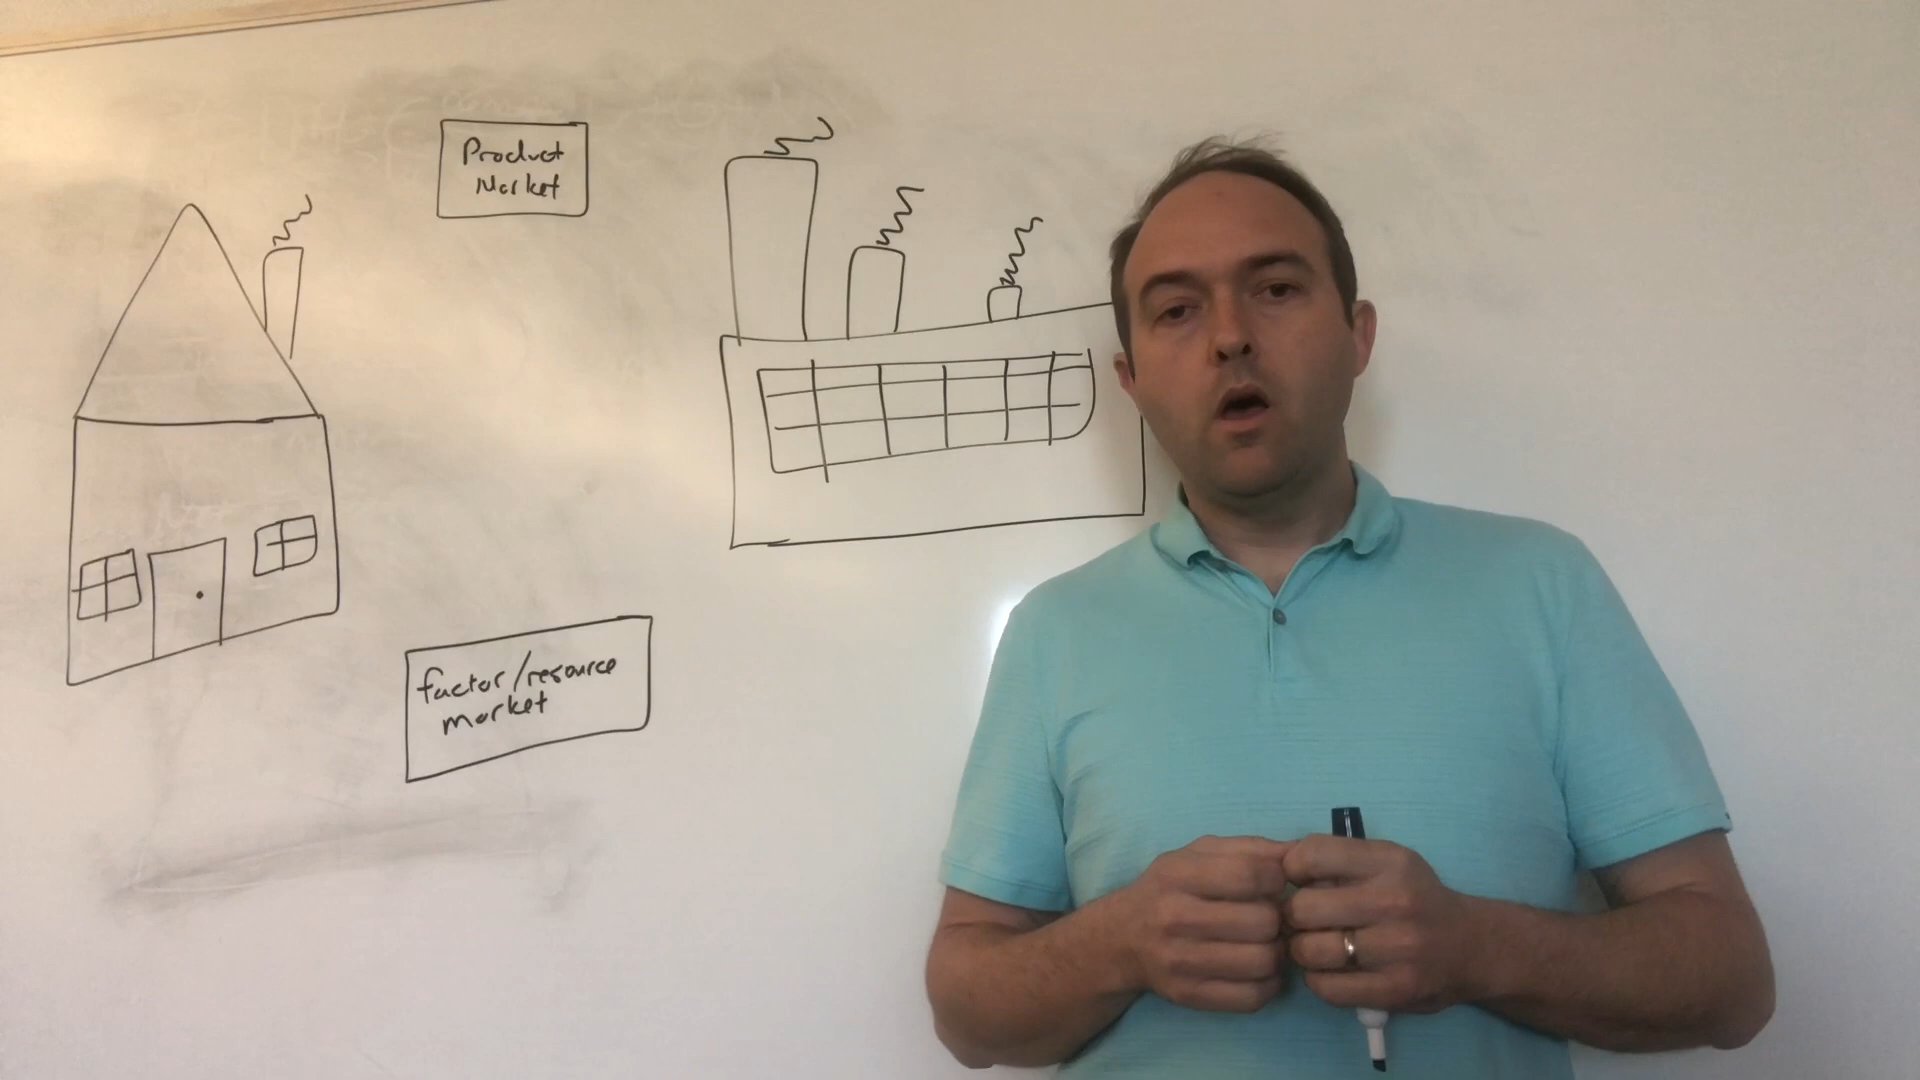 Product
Market
factor/resource
market